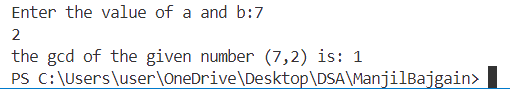 Enter the value of a and b:7
2
the gcd of the given number (7,2) is: 1
PS C:\Users\user\OneDrive\Desktop\DSA\ManjilBajgain>